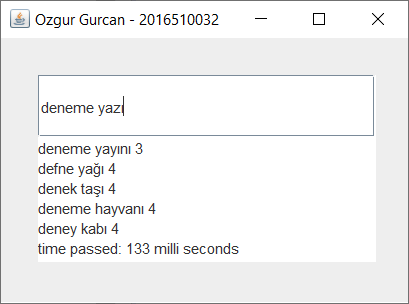 Ozgur Gurcan - 2016510032
deneme yazı
deneme yayını 3
defne yağı 4
denek taşı 4
deneme hayvanı 4
deney kabı 4
time passed: 133 milli seconds